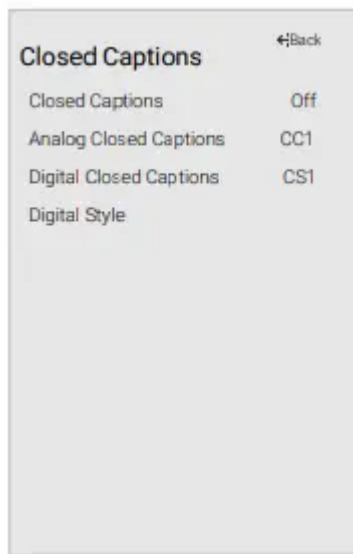 Back
Closed Captions
Closed Captions Off
Analog Closed Captions CC1
Digital Closed Captions CS1
Digital Style